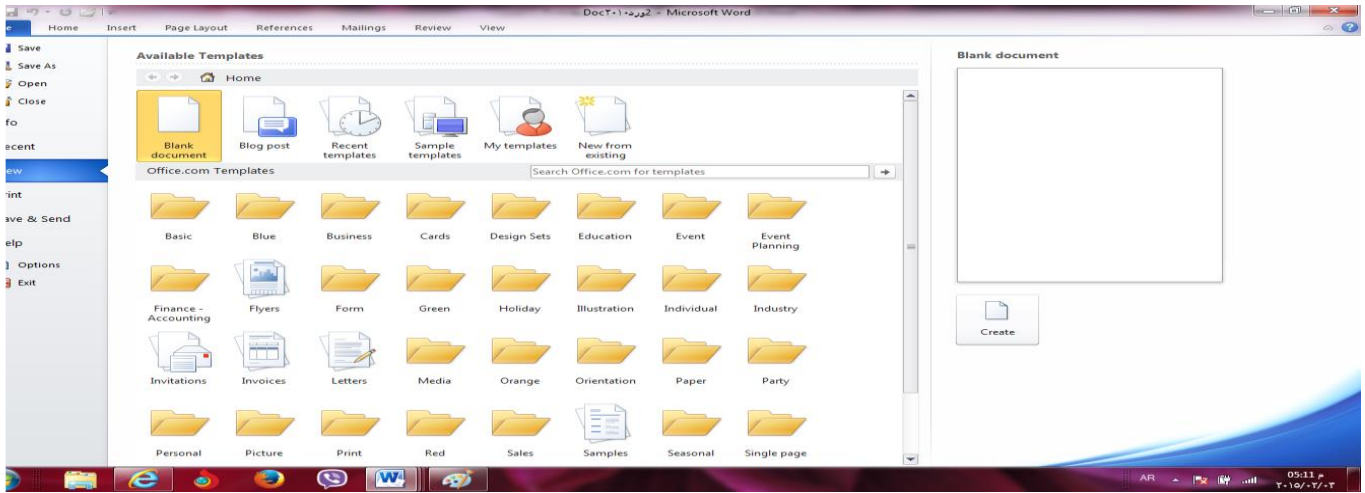 Docورد٢٠١٠2 - Microsoft Word
Home Insert Page Layout References Mailings Review View
Save
Save As
Open
Close
fo
ecent
ew
rint
ave & Send
elp
Options
Exit
Available Templates
Home
Blank document
Blog post
Recent templates
Sample templates
My templates
New from existing
Office.com Templates
Search Office.com for templates
Basic Blue Business Cards Design Sets Education Event Event Planning
Finance - Accounting Flyers Form Green Holiday Illustration Individual Industry
Invitations Invoices Letters Media Orange Orientation Paper Party
Personal Picture Print Red Sales Samples Seasonal Single page
Blank document
Create
AR
05:11 م
٢٠١٥/٠٢/٠٢